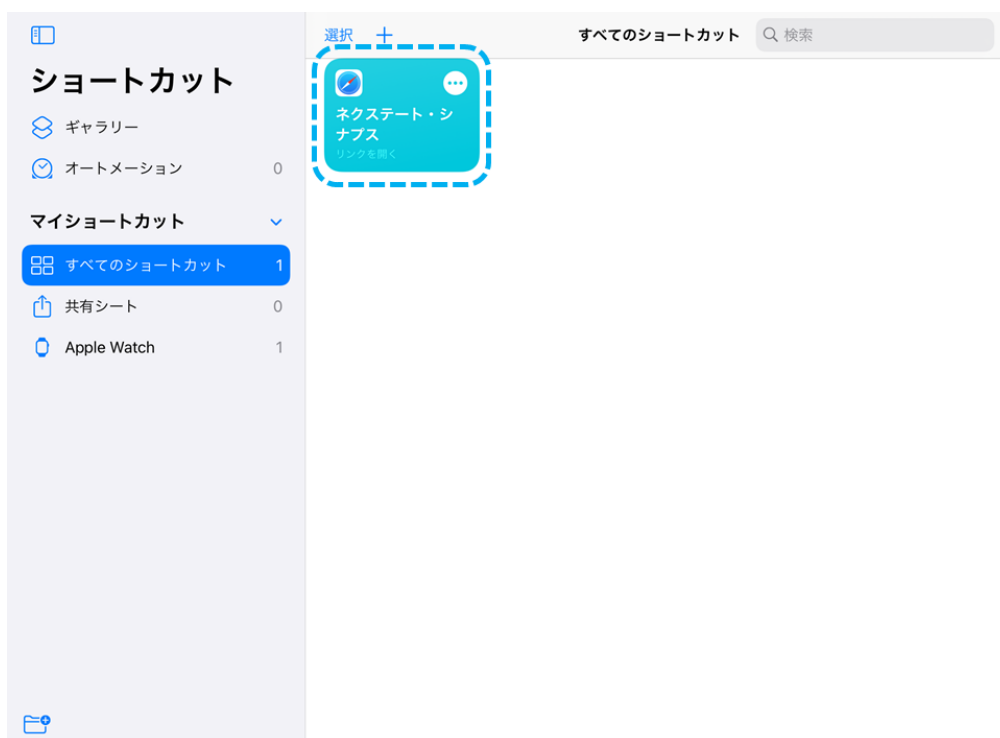 ショートカット
ギャラリー
オートメーション 0
マイショートカット
すべてのショートカット 1
共有シート 0
Apple Watch 1
選択 すべてのショートカット 検索
ネクステート・シ
ナプス
リンクを開く